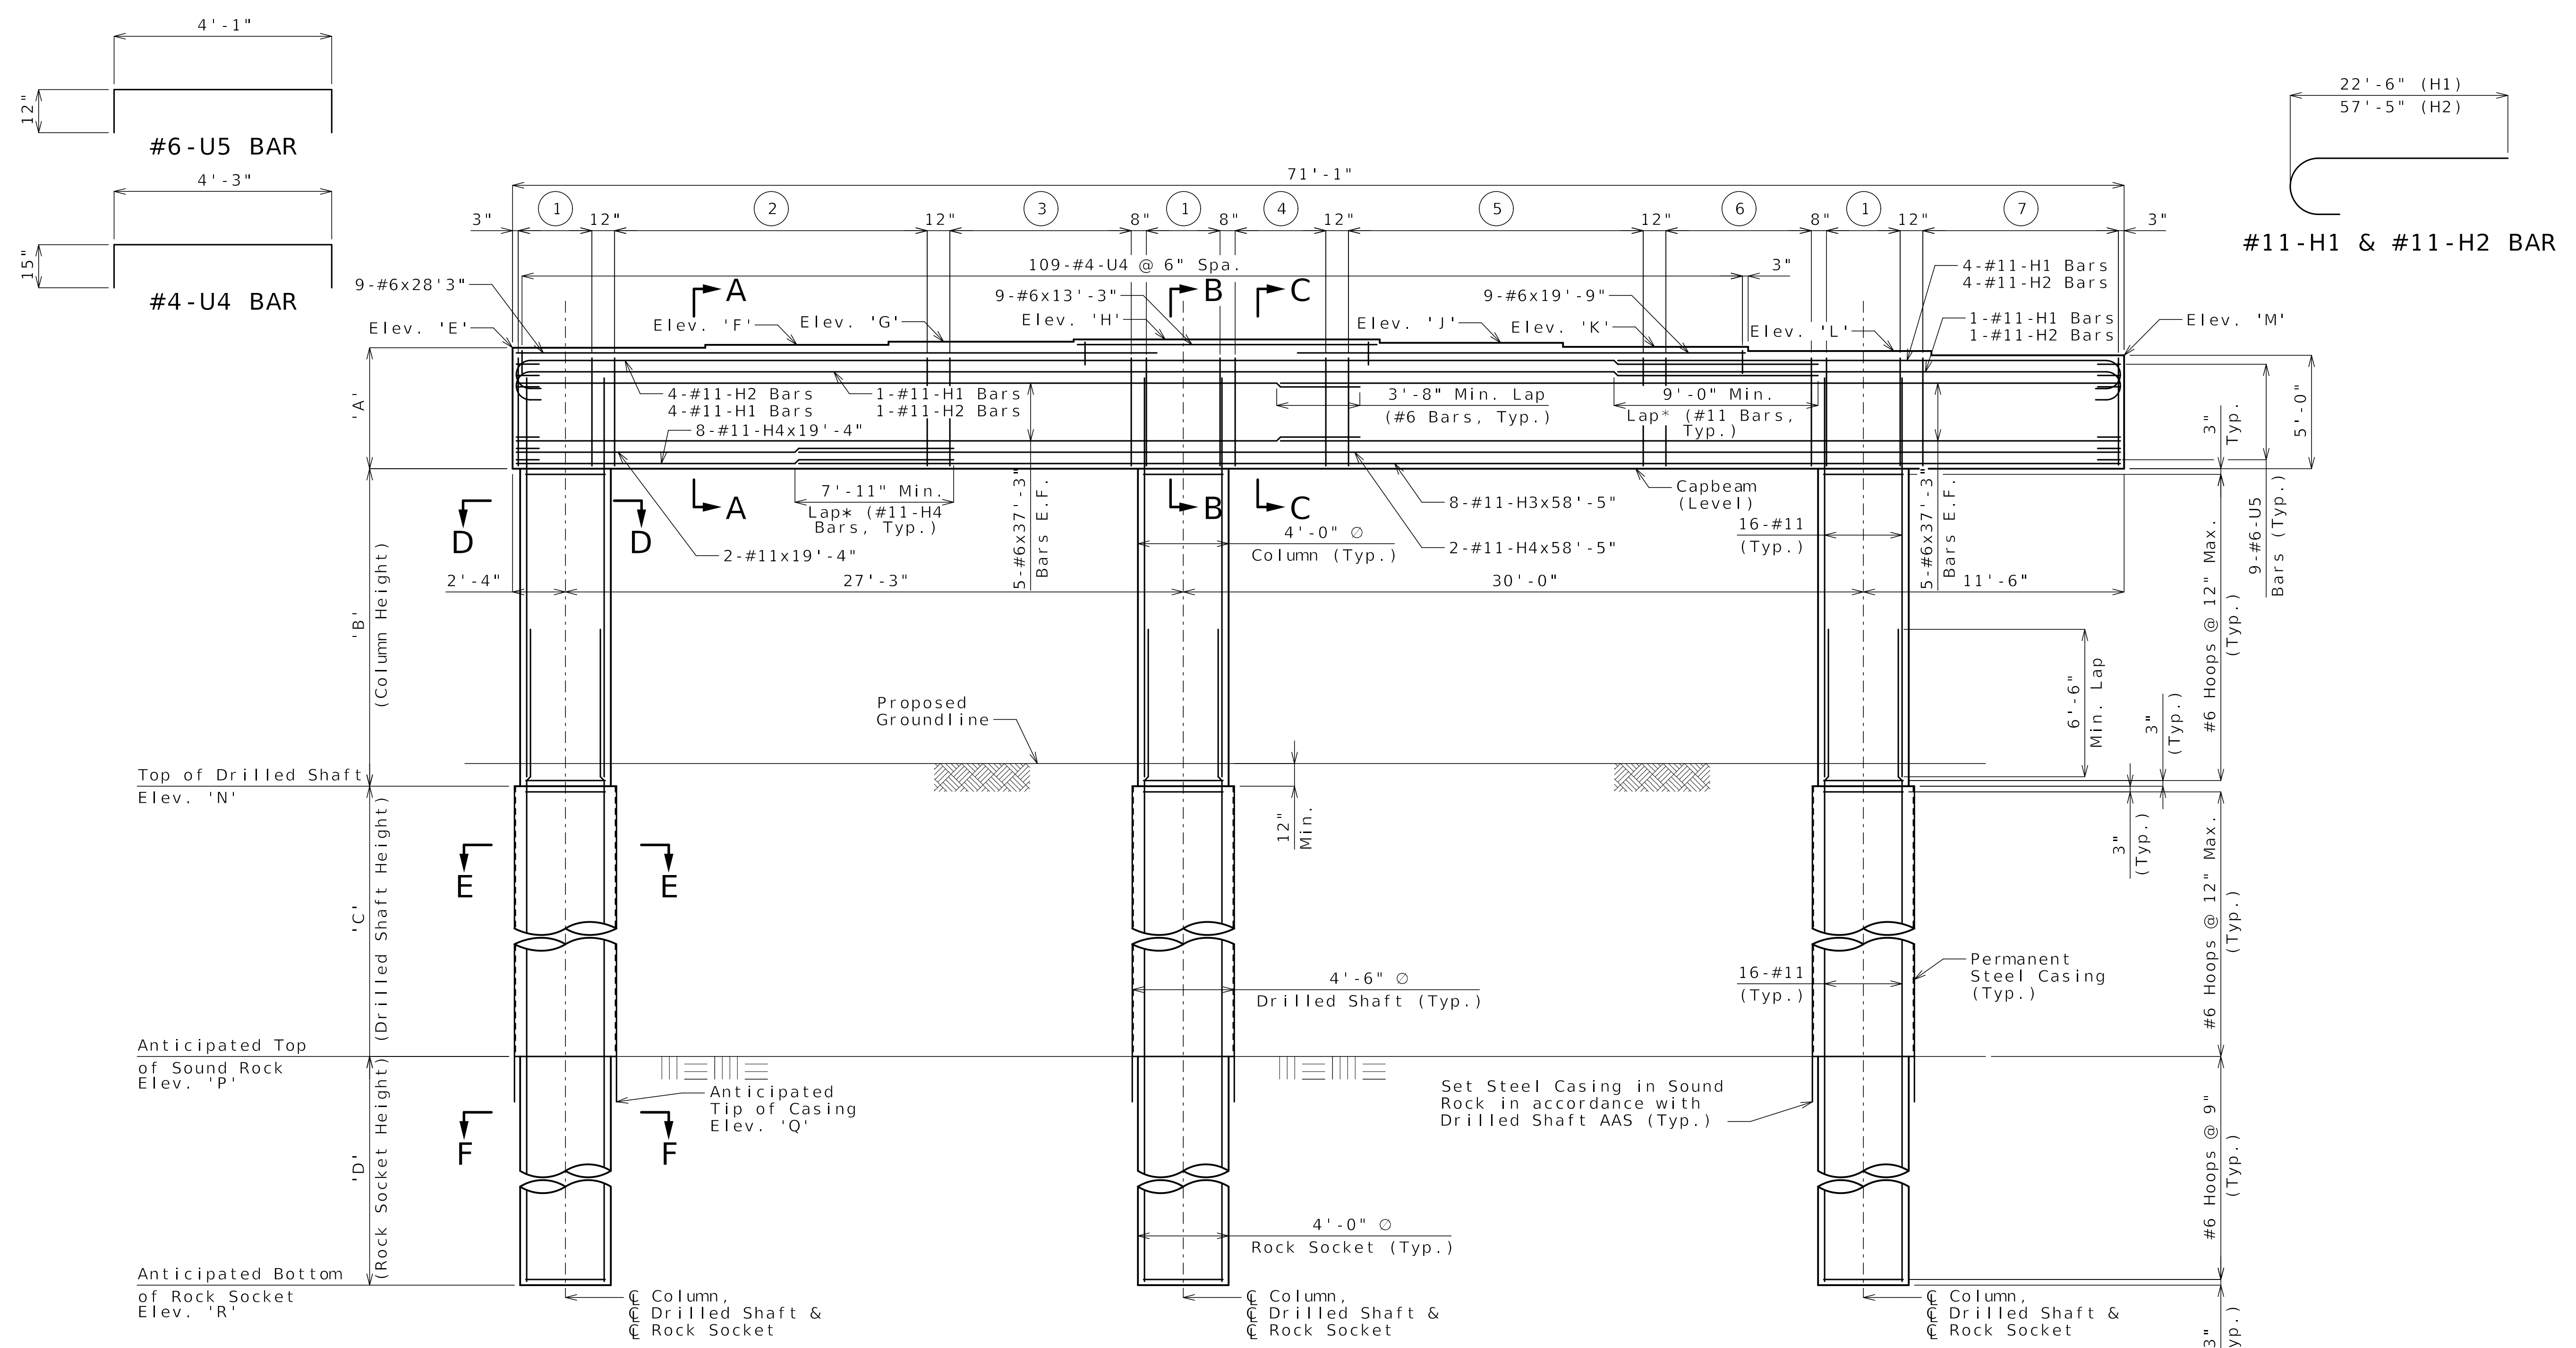 4'-1"
12"
#6-U5 BAR
4'-3"
15"
#4-U4 BAR
22'-6" (H1)
57'-5" (H2)
#11-H1 & #11-H2 BAR
71'-1"
3"
1
12"
2
12"
3
8"
1
8"
4
12"
5
12"
6
8"
1
12"
7
3"
109-#4-U4 @ 6" Spa.
3"
9-#6x28'3"
A
9-#6x13'-3"
B
C
9-#6x19'-9"
4-#11-H1 Bars
4-#11-H2 Bars
Elev. 'E'
Elev. 'F'
Elev. 'G'
Elev. 'H'
Elev. 'J'
Elev. 'K'
Elev. 'L'
1-#11-H1 Bars
1-#11-H2 Bars
Elev. 'M'
'A'
4-#11-H2 Bars
4-#11-H1 Bars
1-#11-H1 Bars
1-#11-H2 Bars
3'-8" Min. Lap
(#6 Bars, Typ.)
9'-0" Min.
Lap* (#11 Bars,
Typ.)
8-#11-H4x19'-4"
3"
Typ.
5'-0"
9-#6-U5
Bars (Typ.)
7'-11" Min.
Lap* (#11-H4
Bars, Typ.)
A
B
C
5-#6x37'-3"
Bars E.F.
8-#11-H3x58'-5"
Capbeam
(Level)
16-#11
(Typ.)
5-#6x37'-3"
Bars E.F.
D
D
2-#11x19'-4"
4'-0" ∅
Column (Typ.)
2-#11-H4x58'-5"
2'-4"
27'-3"
30'-0"
11'-6"
'B'
(Column Height)
#6 Hoops @ 12" Max.
(Typ.)
6'-6"
Min. Lap
3"
(Typ.)
Proposed
Groundline
Top of Drilled Shaft
Elev. 'N'
12"
Min.
3"
(Typ.)
E
E
'C'
(Drilled Shaft Height)
#6 Hoops @ 12" Max.
(Typ.)
4'-6" ∅
Drilled Shaft (Typ.)
16-#11
(Typ.)
Permanent
Steel Casing
(Typ.)
Anticipated Top
of Sound Rock
Elev. 'P'
Anticipated
Tip of Casing
Elev. 'Q'
Set Steel Casing in Sound
Rock in accordance with
Drilled Shaft AAS (Typ.)
F
F
'D'
(Rock Socket Height)
#6 Hoops @ 9"
(Typ.)
4'-0" ∅
Rock Socket (Typ.)
Anticipated Bottom
of Rock Socket
Elev. 'R'
℄ Column,
℄ Drilled Shaft &
℄ Rock Socket
℄ Column,
℄ Drilled Shaft &
℄ Rock Socket
℄ Column,
℄ Drilled Shaft &
℄ Rock Socket
3"
yp.)